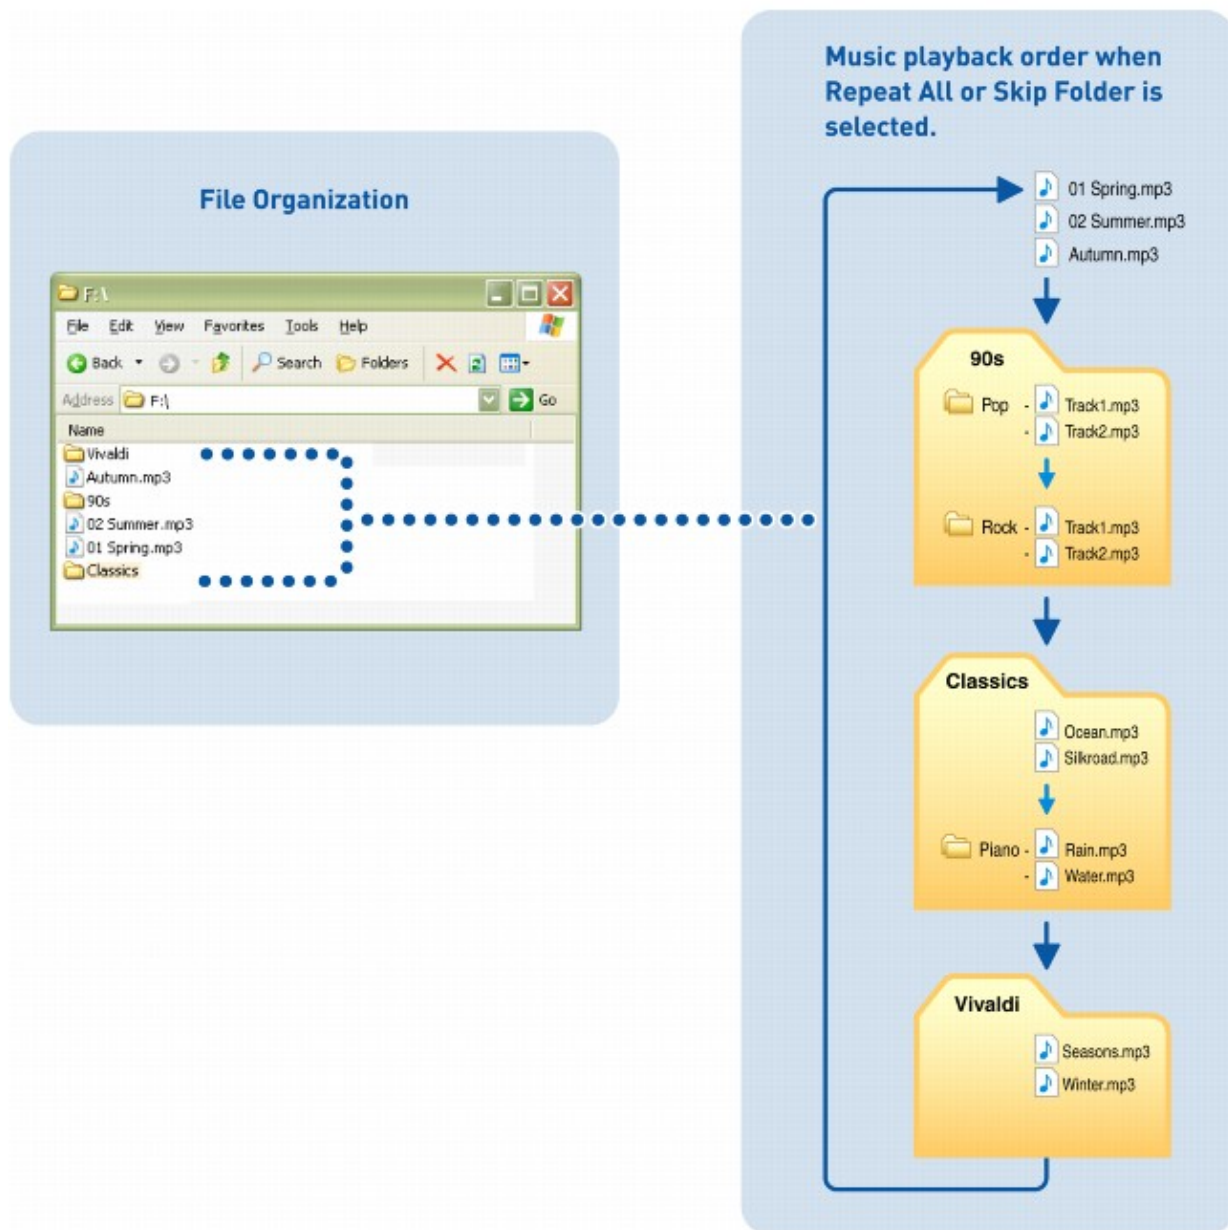 Music playback order when
Repeat All or Skip Folder is
selected.
File Organization
F:\
File Edit View Favorites Tools Help
Back Search Folders
Address F:\ Go
Name
Vivaldi
Autumn.mp3
90s
02 Summer.mp3
01 Spring.mp3
Classics
01 Spring.mp3
02 Summer.mp3
Autumn.mp3
90s
Pop - Track1.mp3
- Track2.mp3
Rock - Track1.mp3
- Track2.mp3
Classics
Ocean.mp3
Silkroad.mp3
Piano - Rain.mp3
- Water.mp3
Vivaldi
Seasons.mp3
Winter.mp3